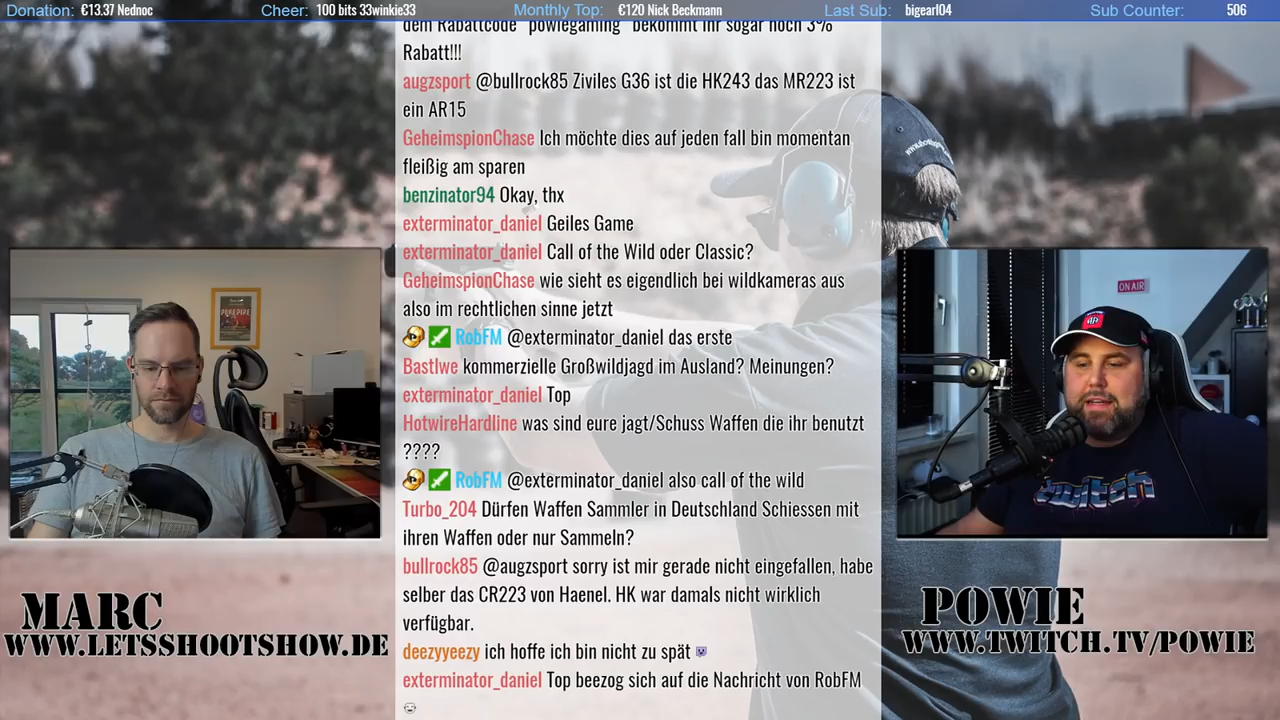 Donation: €13.37 Nednoc Cheer: 100 bits 33winkie33 Monthly Top: €120 Nick Beckmann Last Sub: bigearl04 Sub Counter: 506
dem Rabattcode "powiegaming" bekommt ihr sogar noch 3%
Rabatt!!!
augzsport @bullrock85 Ziviles G36 ist die HK243 das MR223 ist
ein AR15
GeheimspionChase Ich möchte dies auf jeden fall bin momentan
fleißig am sparen
benzinator94 Okay, thx
exterminator_daniel Geiles Game
exterminator_daniel Call of the Wild oder Classic?
GeheimspionChase wie sieht es eigendlich bei wildkameras aus
also im rechtlichen sinne jetzt
RobFM @exterminator_daniel das erste
Bastlwe kommerzielle Großwildjagd im Ausland? Meinungen?
exterminator_daniel Top
HotwireHardline was sind eure jagt/Schuss Waffen die ihr benutzt
????
RobFM @exterminator_daniel also call of the wild
Turbo_204 Dürfen Waffen Sammler in Deutschland Schiessen mit
ihren Waffen oder nur Sammeln?
bullrock85 @augzsport sorry ist mir gerade nicht eingefallen, habe
selber das CR223 von Haenel. HK war damals nicht wirklich
verfügbar.
deezyyeezy ich hoffe ich bin nicht zu spät
exterminator_daniel Top beezog sich auf die Nachricht von RobFM
ON AIR
twitch
MARC
WWW.LETSSHOOTSHOW.DE
POWIE
WWW.TWITCH.TV/POWIE